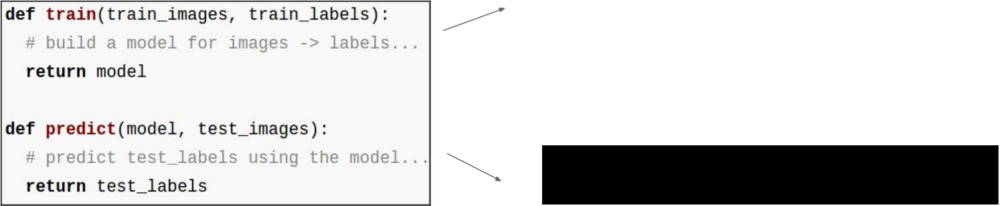 def train(train_images, train_labels):
# build a model for images -> labels...
return model
def predict(model, test_images):
# predict test_labels using the model...
return test_labels